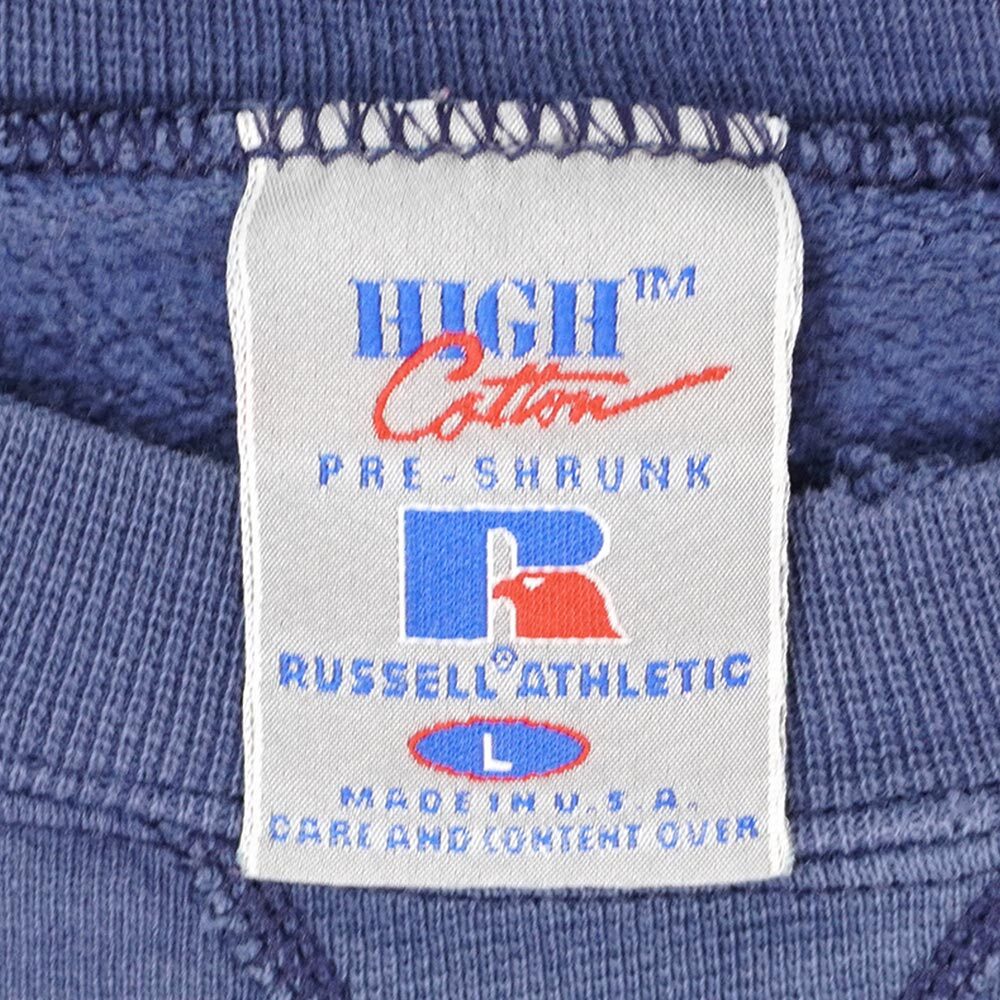 HIGH™
Cotton
PRE-SHRUNK
R
RUSSELL® ATHLETIC
L
MADE IN U.S.A.
CARE AND CONTENT OVER